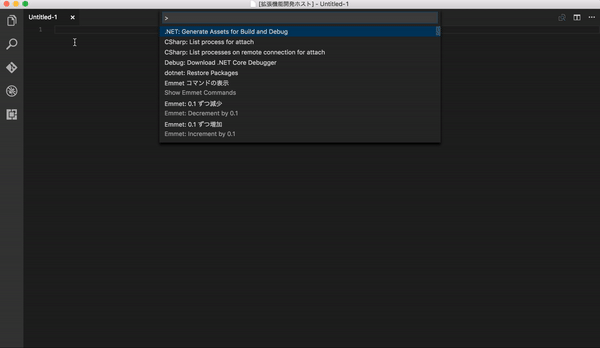 [拡張機能開発ホスト] – Untitled-1
Untitled-1
1
>
.NET: Generate Assets for Build and Debug
CSharp: List process for attach
CSharp: List processes on remote connection for attach
Debug: Download .NET Core Debugger
dotnet: Restore Packages
Emmet コマンドの表示
Show Emmet Commands
Emmet: 0.1 ずつ減少
Emmet: Decrement by 0.1
Emmet: 0.1 ずつ増加
Emmet: Increment by 0.1